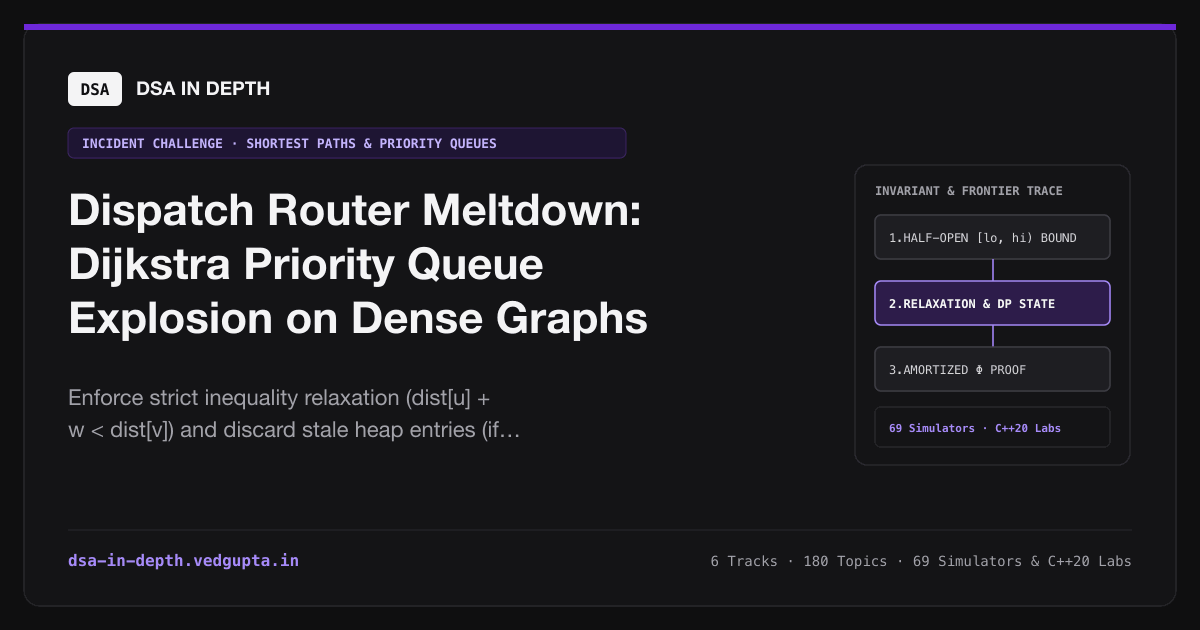 DSA
DSA IN DEPTH
INCIDENT CHALLENGE · SHORTEST PATHS & PRIORITY QUEUES
Dispatch Router Meltdown:
Dijkstra Priority Queue
Explosion on Dense Graphs
Enforce strict inequality relaxation (dist[u] +
w < dist[v]) and discard stale heap entries (if…
INVARIANT & FRONTIER TRACE
1.HALF-OPEN [lo, hi) BOUND
2.RELAXATION & DP STATE
3.AMORTIZED Φ PROOF
69 Simulators · C++20 Labs
dsa-in-depth.vedgupta.in
6 Tracks · 180 Topics · 69 Simulators & C++20 Labs